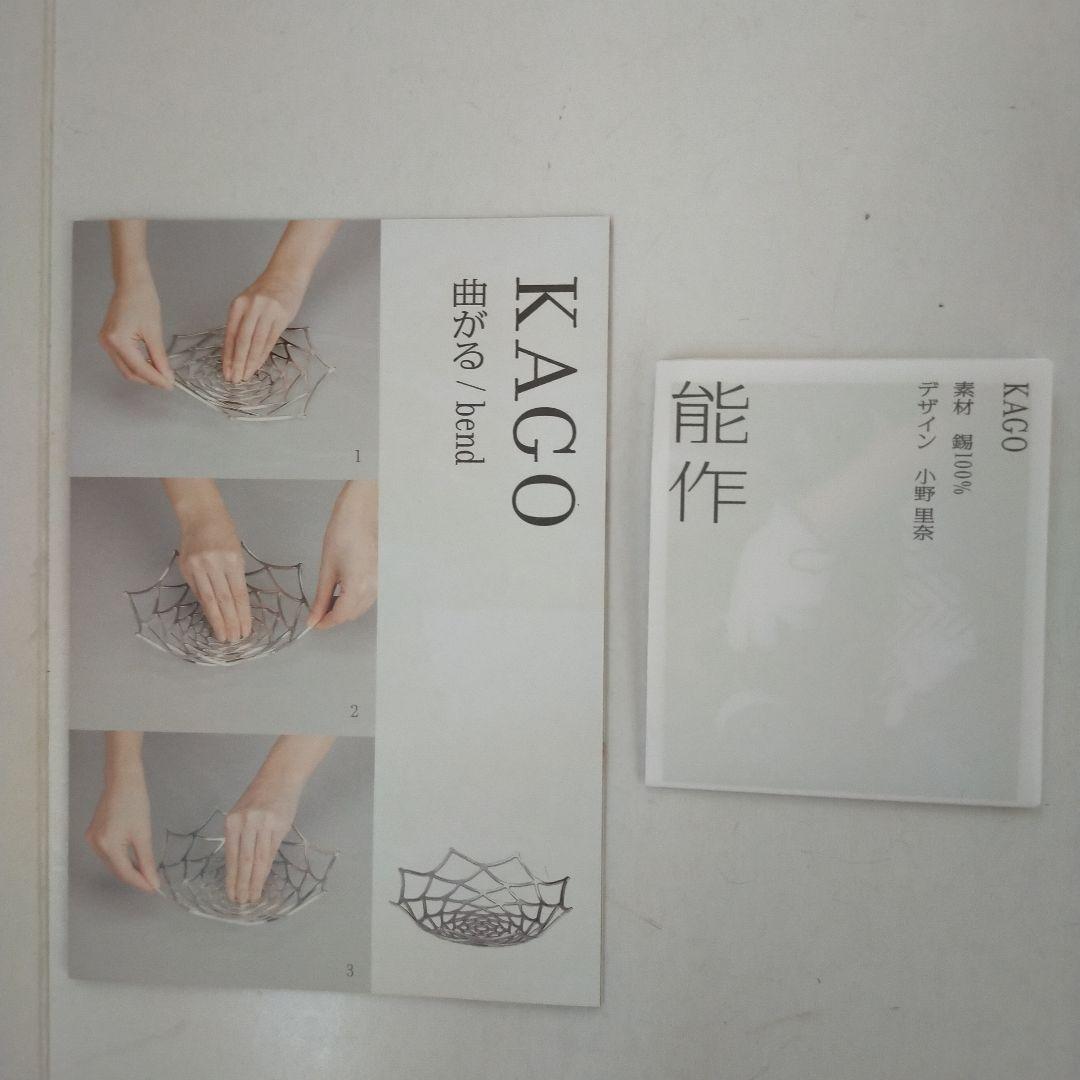 KAGO
曲がる / bend
1
2
3
KAGO
素材 錫100%
デザイン 小野 里奈
能作